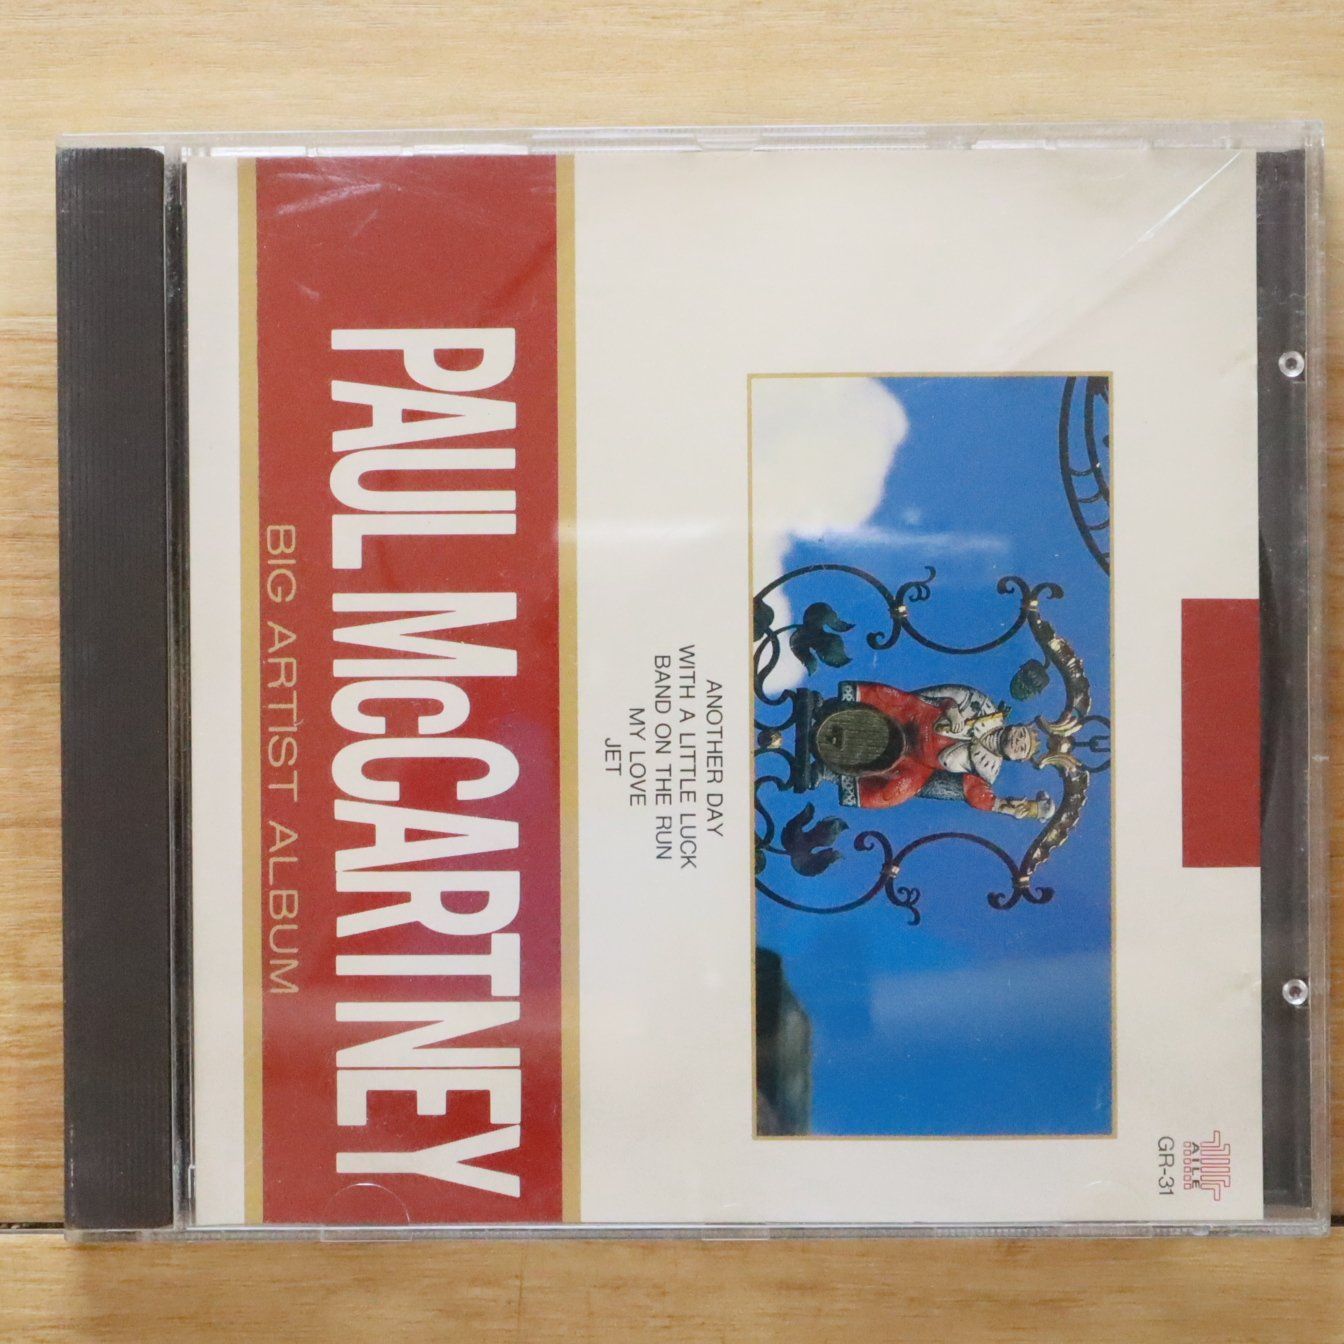 AILE
GR-31
ANOTHER DAY
WITH A LITTLE LUCK
BAND ON THE RUN
MY LOVE
JET
PAUL McCARTNEY
BIG ARTIST ALBUM